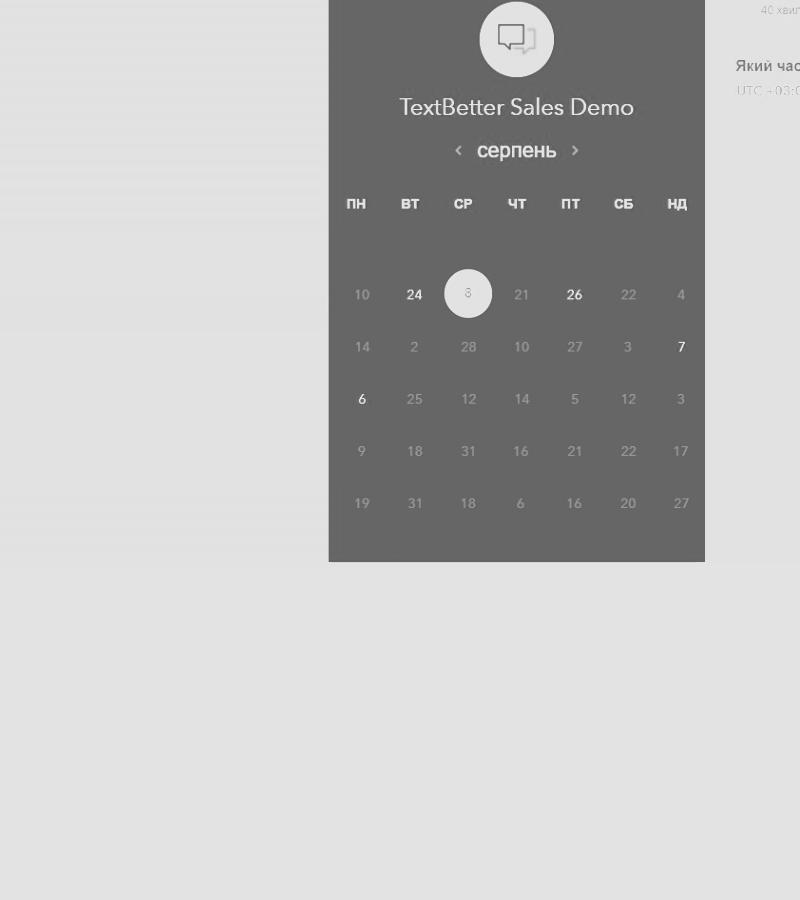 40 хвил
Який час
UTC +03:0
TextBetter Sales Demo
серпень
ПН ВТ СР ЧТ ПТ СБ НД
10 24 8 21 26 22 4
14 2 28 10 27 3 7
6 25 12 14 5 12 3
9 18 31 16 21 22 17
19 31 18 6 16 20 27